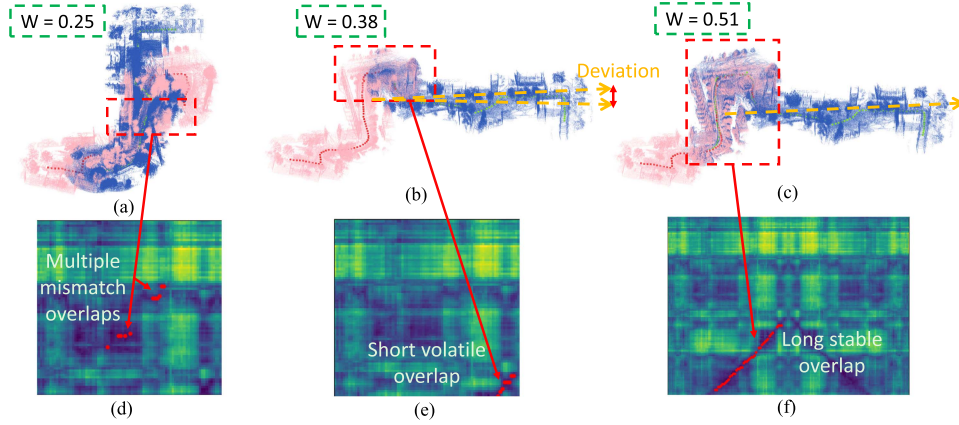 W = 0.25
W = 0.38
W = 0.51
Deviation
(a)
(b)
(c)
Multiple
mismatch
overlaps
Short volatile
overlap
Long stable
overlap
(d)
(e)
(f)